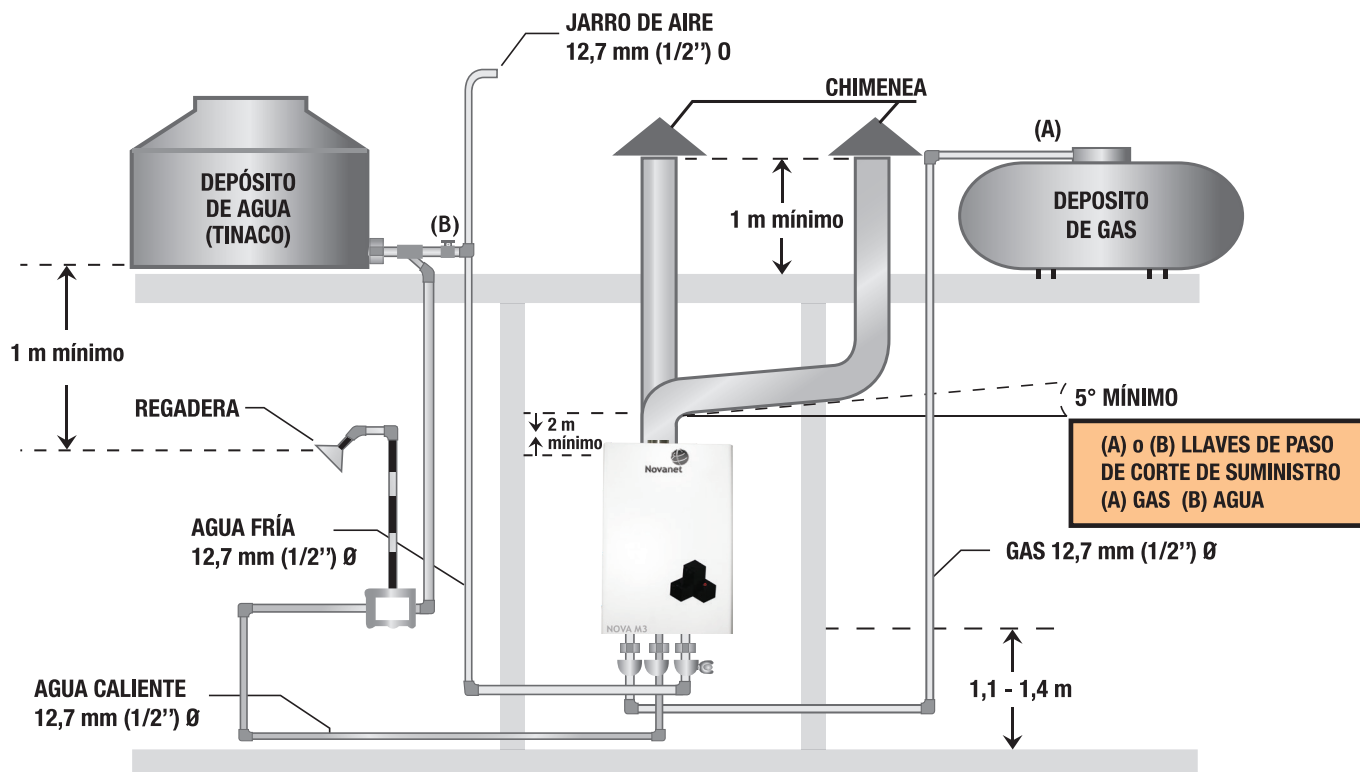 JARRO DE AIRE
12,7 mm (1/2’’) O
CHIMENEA
(A)
DEPÓSITO
DE AGUA
(TINACO)
(B)
1 m mínimo
DEPOSITO
DE GAS
1 m mínimo
REGADERA
2 m
mínimo
5° MÍNIMO
(A) o (B) LLAVES DE PASO
DE CORTE DE SUMINISTRO
(A) GAS (B) AGUA
Novanet
AGUA FRÍA
12,7 mm (1/2’’) Ø
GAS 12,7 mm (1/2’’) Ø
NOVA M3
AGUA CALIENTE
12,7 mm (1/2’’) Ø
1,1 - 1,4 m